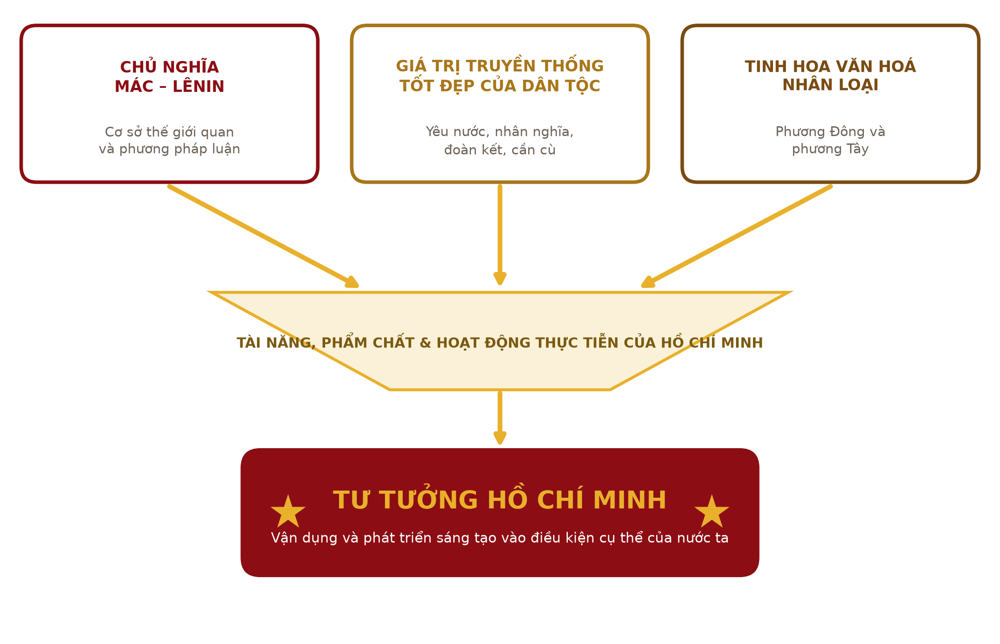 CHỦ NGHĨA
MÁC – LÊNIN
Cơ sở thế giới quan
và phương pháp luận
GIÁ TRỊ TRUYỀN THỐNG
TỐT ĐẸP CỦA DÂN TỘC
Yêu nước, nhân nghĩa,
đoàn kết, cần cù
TINH HOA VĂN HOÁ
NHÂN LOẠI
Phương Đông và
phương Tây
TÀI NĂNG, PHẨM CHẤT & HOẠT ĐỘNG THỰC TIỄN CỦA HỒ CHÍ MINH
TƯ TƯỞNG HỒ CHÍ MINH
Vận dụng và phát triển sáng tạo vào điều kiện cụ thể của nước ta